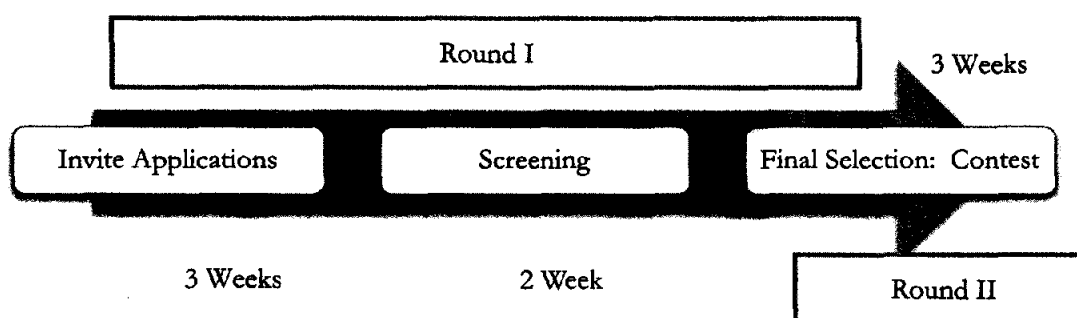 Round I
3 Weeks
Invite Applications
Screening
Final Selection: Contest
3 Weeks
2 Week
Round II